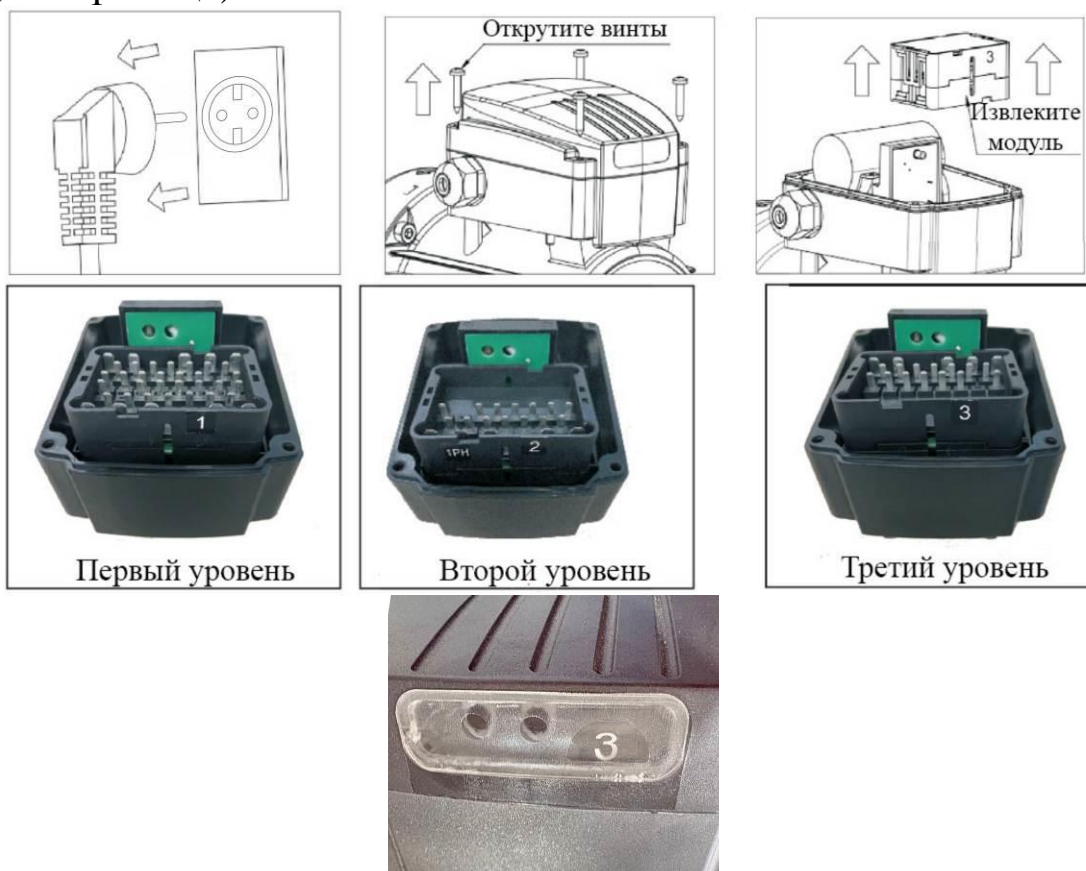 Открутите винты
3
Извлеките
модуль
1
1PH
2
3
Первый уровень
Второй уровень
Третий уровень
3